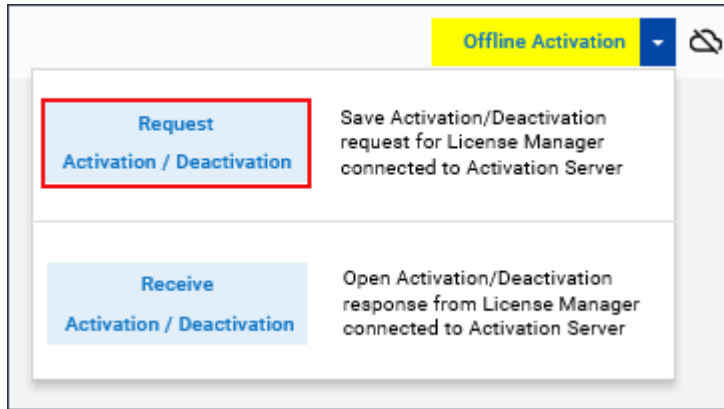 Offline Activation
Request
Activation / Deactivation
Save Activation/Deactivation
request for License Manager
connected to Activation Server
Receive
Activation / Deactivation
Open Activation/Deactivation
response from License Manager
connected to Activation Server